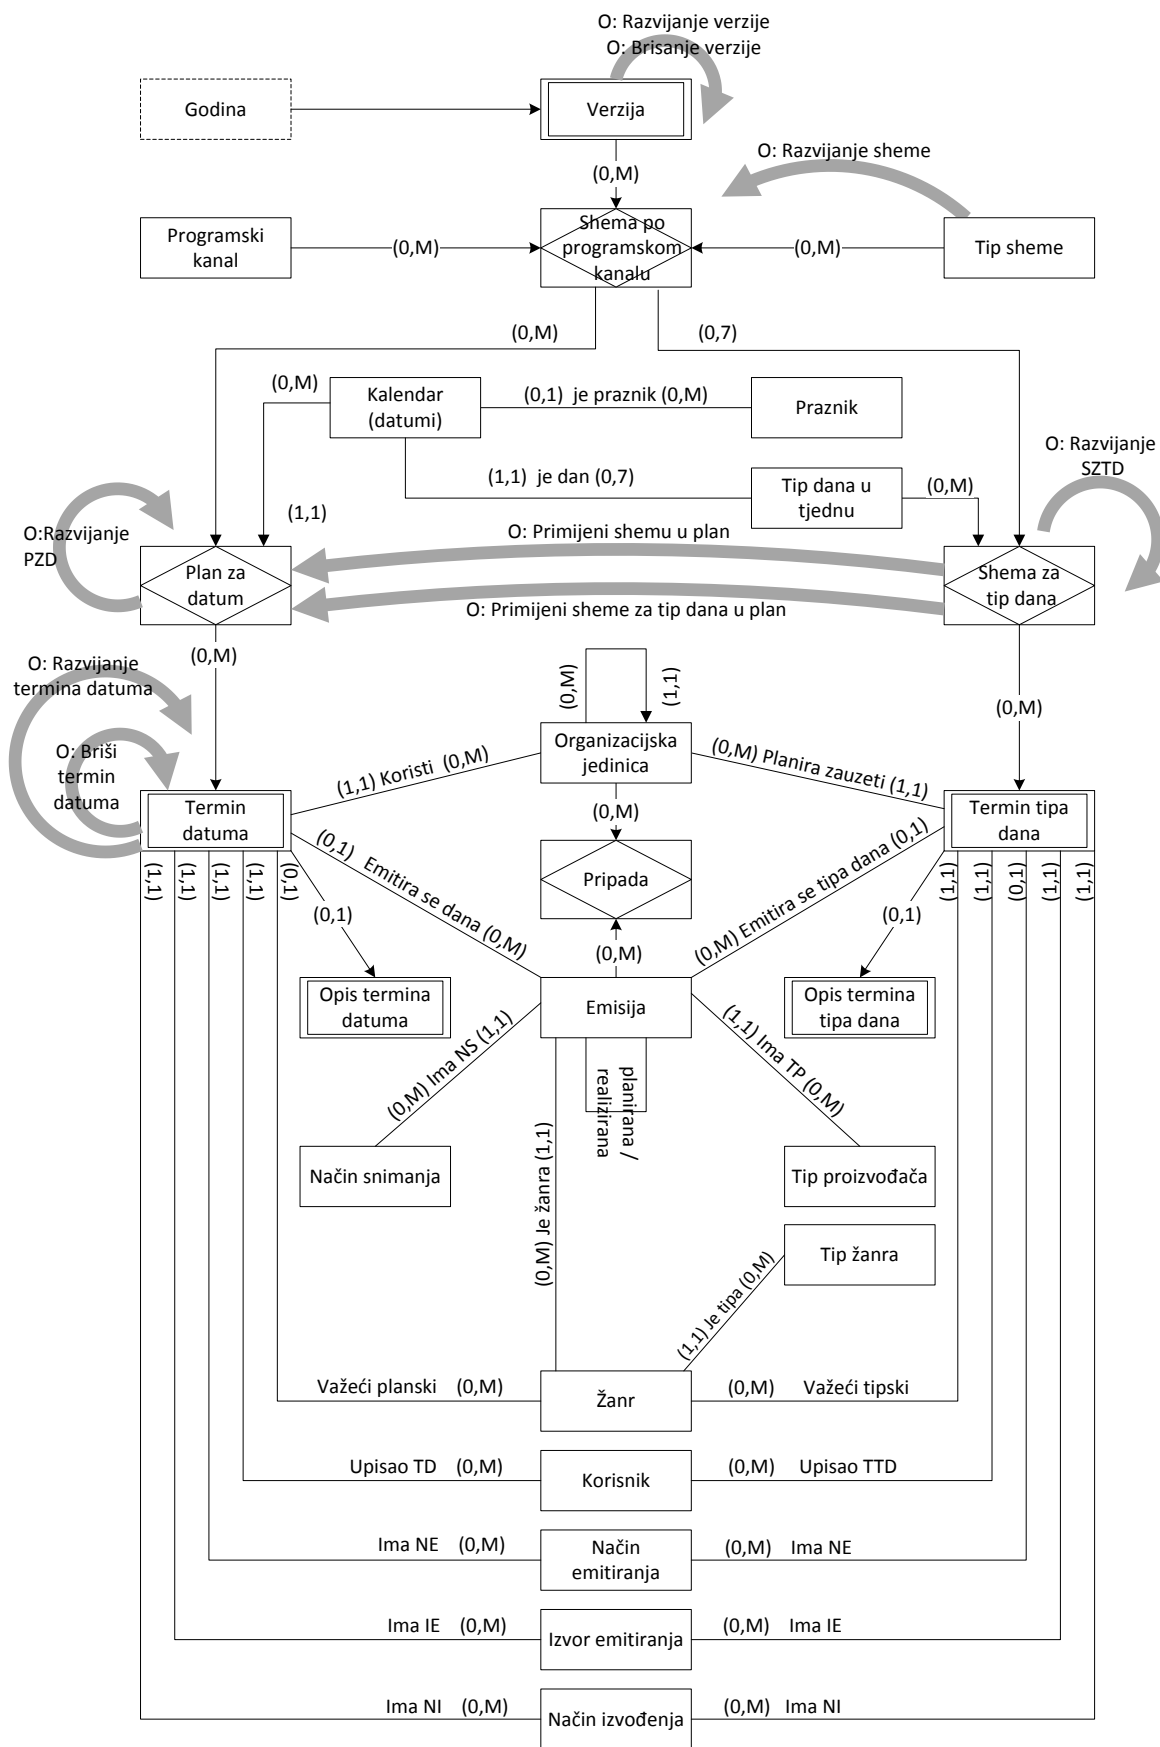 O: Razvijanje verzije
O: Brisanje verzije
Godina
Verzija
(0,M)
O: Razvijanje sheme
Programski
kanal
(0,M)
Shema po
programskom
kanalu
(0,M)
Tip sheme
(0,M)
(0,7)
(0,M)
Kalendar
(datumi)
(0,1) je praznik (0,M)
Praznik
(1,1) je dan (0,7)
Tip dana u
tjednu
(0,M)
O: Razvijanje
SZTD
(1,1)
O:Razvijanje
PZD
O: Primijeni shemu u plan
Plan za
datum
Shema za
tip dana
O: Primijeni sheme za tip dana u plan
(0,M)
O: Razvijanje
termina datuma
(0,M)
(1,1)
(0,M)
O: Briši
termin
datuma
Organizacijska
jedinica
(1,1) Koristi (0,M)
(0,M) Planira zauzeti (1,1)
Termin
datuma
(0,M)
Termin tipa
dana
(1,1)
(1,1)
(1,1)
(1,1)
(0,1)
(0,1) Emitira se dana (0,M)
Pripada
(0,M) Emitira se tipa dana (0,1)
(1,1)
(1,1)
(0,1)
(1,1)
(1,1)
(0,1)
(0,1)
(0,M)
Opis termina
datuma
Emisija
Opis termina
tipa dana
(0,M) Ima NS (1,1)
(1,1) Ima TP (0,M)
planirana /
realizirana
(0,M) Je žanra (1,1)
Način snimanja
Tip proizvođača
Tip žanra
(1,1) Je tipa (0,M)
Važeći planski (0,M)
Žanr
(0,M) Važeći tipski
Upisao TD (0,M)
Korisnik
(0,M) Upisao TTD
Ima NE (0,M)
Način
emitiranja
(0,M) Ima NE
Ima IE (0,M)
Izvor emitiranja
(0,M) Ima IE
Ima NI (0,M)
Način izvođenja
(0,M) Ima NI